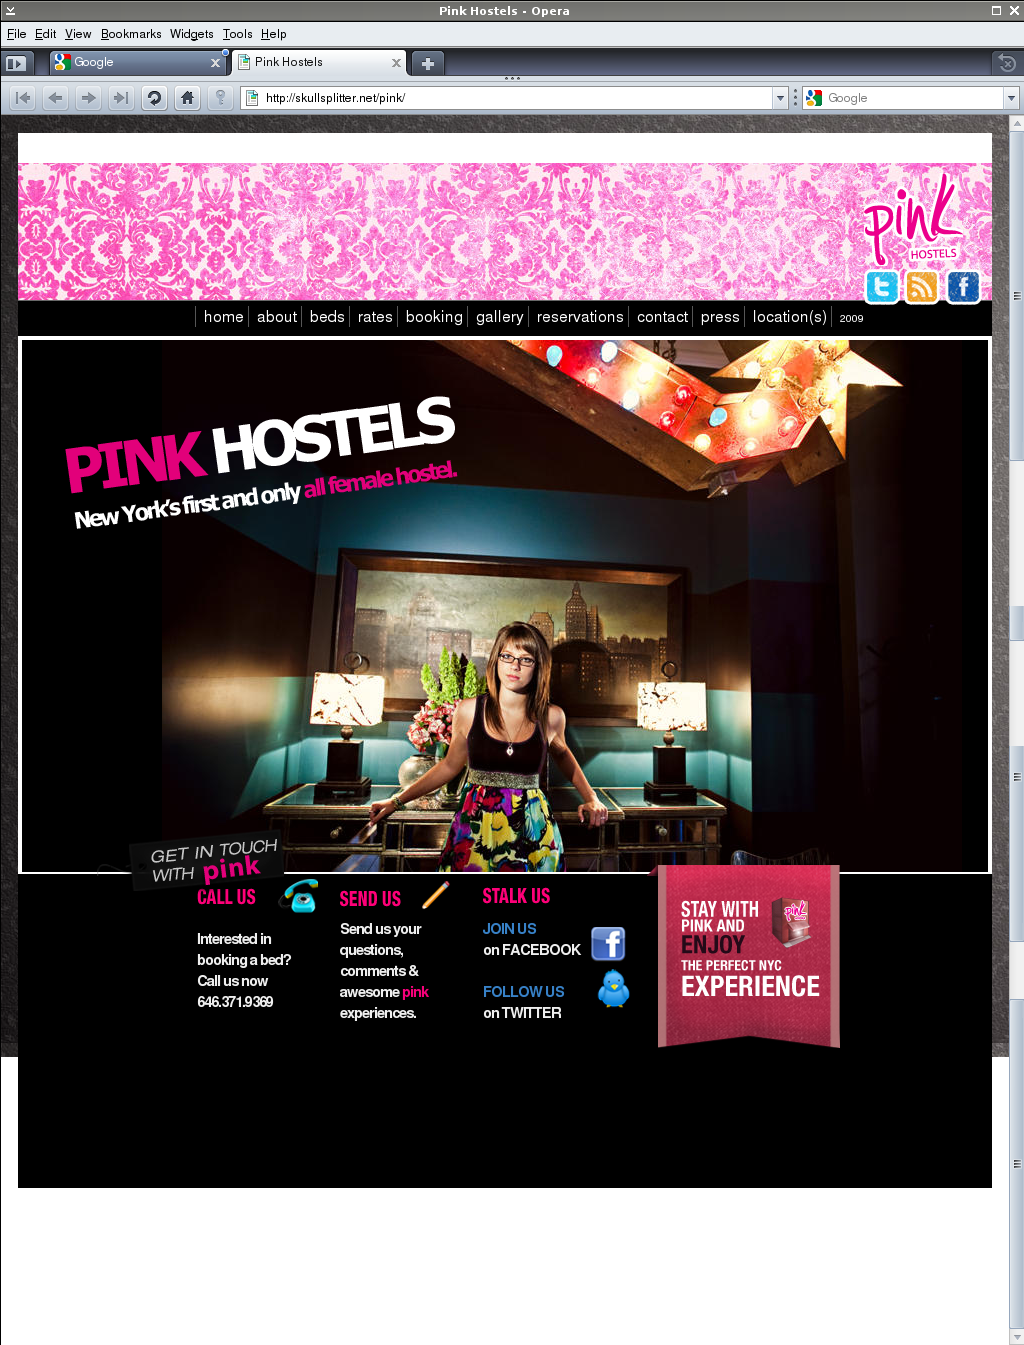 Pink Hostels - Opera
File Edit View Bookmarks Widgets Tools Help
Google
Pink Hostels
http://skullsplitter.net/pink/
Google
pink
HOSTELS
home about beds rates booking gallery reservations contact press location(s) 2009
PINK HOSTELS
New York's first and only all female hostel.
GET IN TOUCH
WITH pink
CALL US
Interested in
booking a bed?
Call us now
646.371.9369
SEND US
Send us your
questions,
comments &
awesome pink
experiences.
STALK US
JOIN US
on FACEBOOK
FOLLOW US
on TWITTER
STAY WITH
PINK AND
ENJOY
THE PERFECT NYC
EXPERIENCE
pink